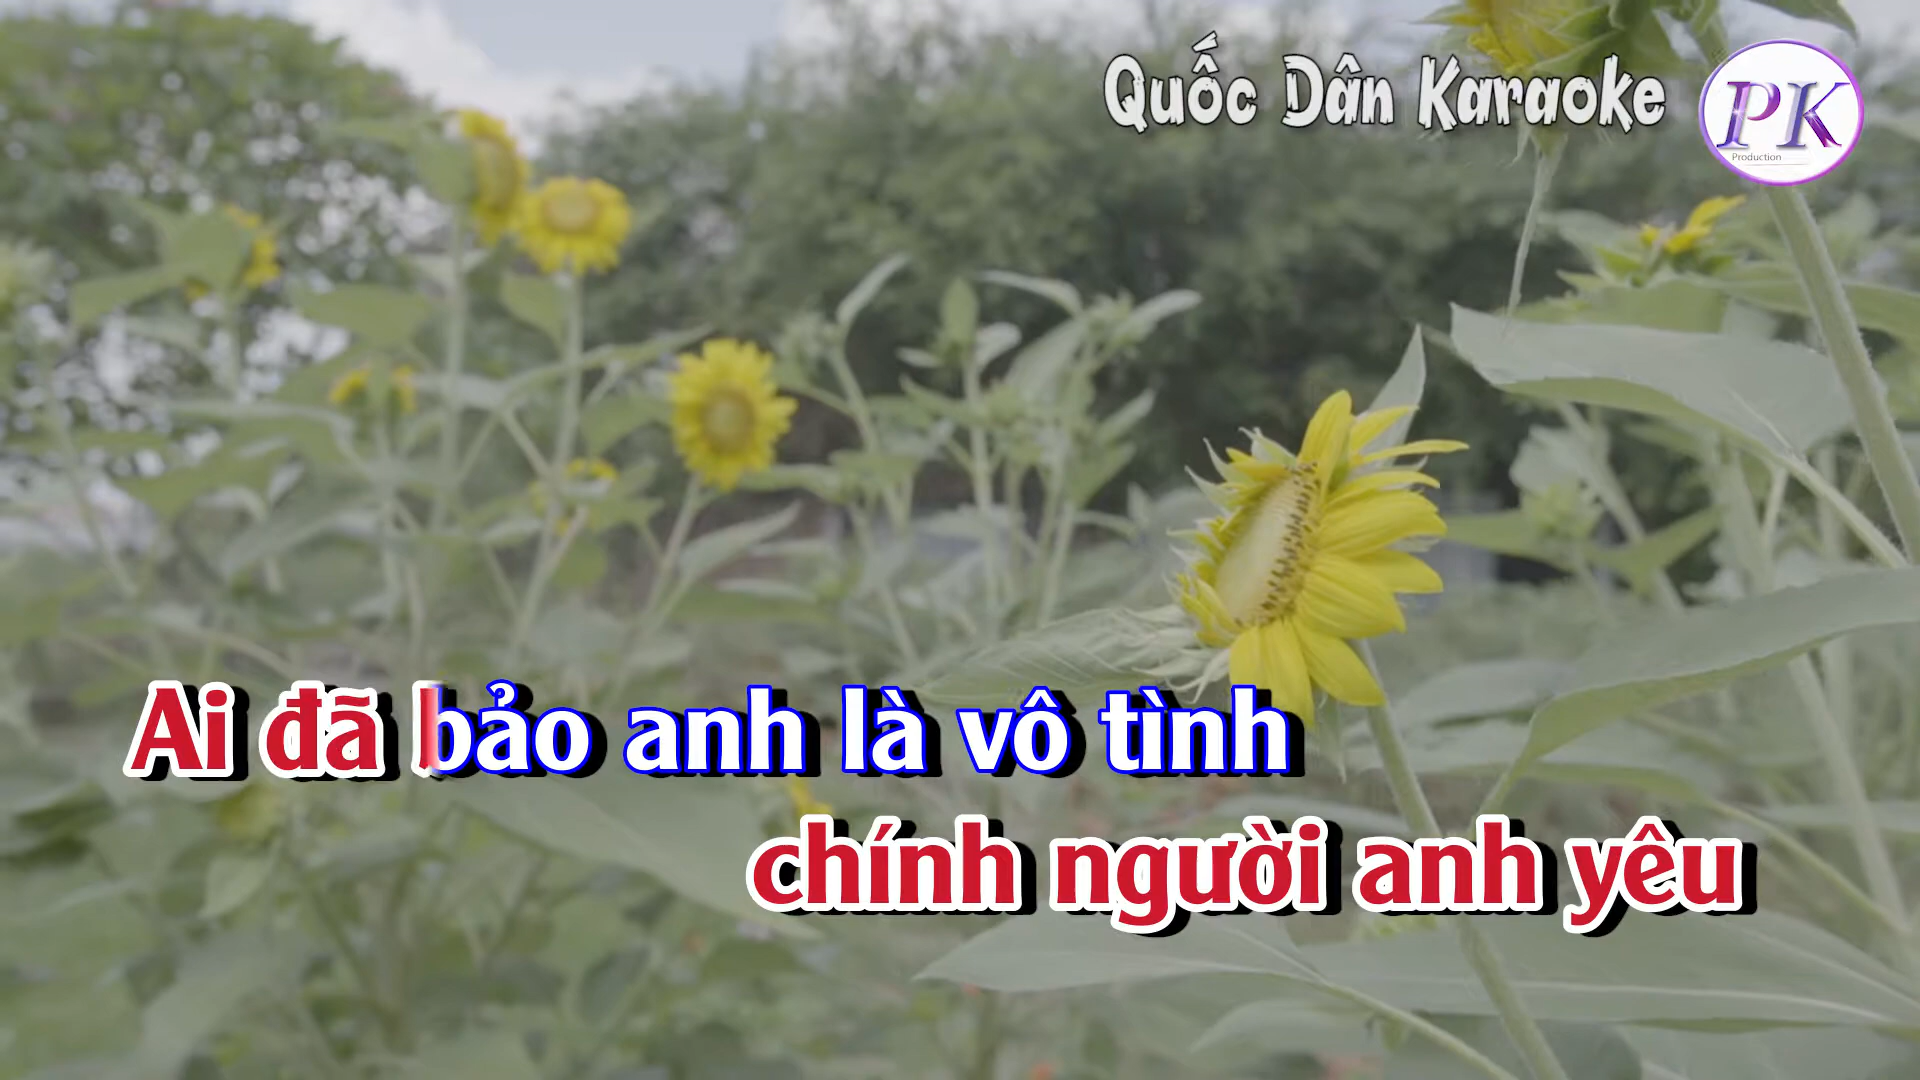 Quốc Dân Karaoke
PK
Production
Ai đã bảo anh là vô tình
chính người anh yêu